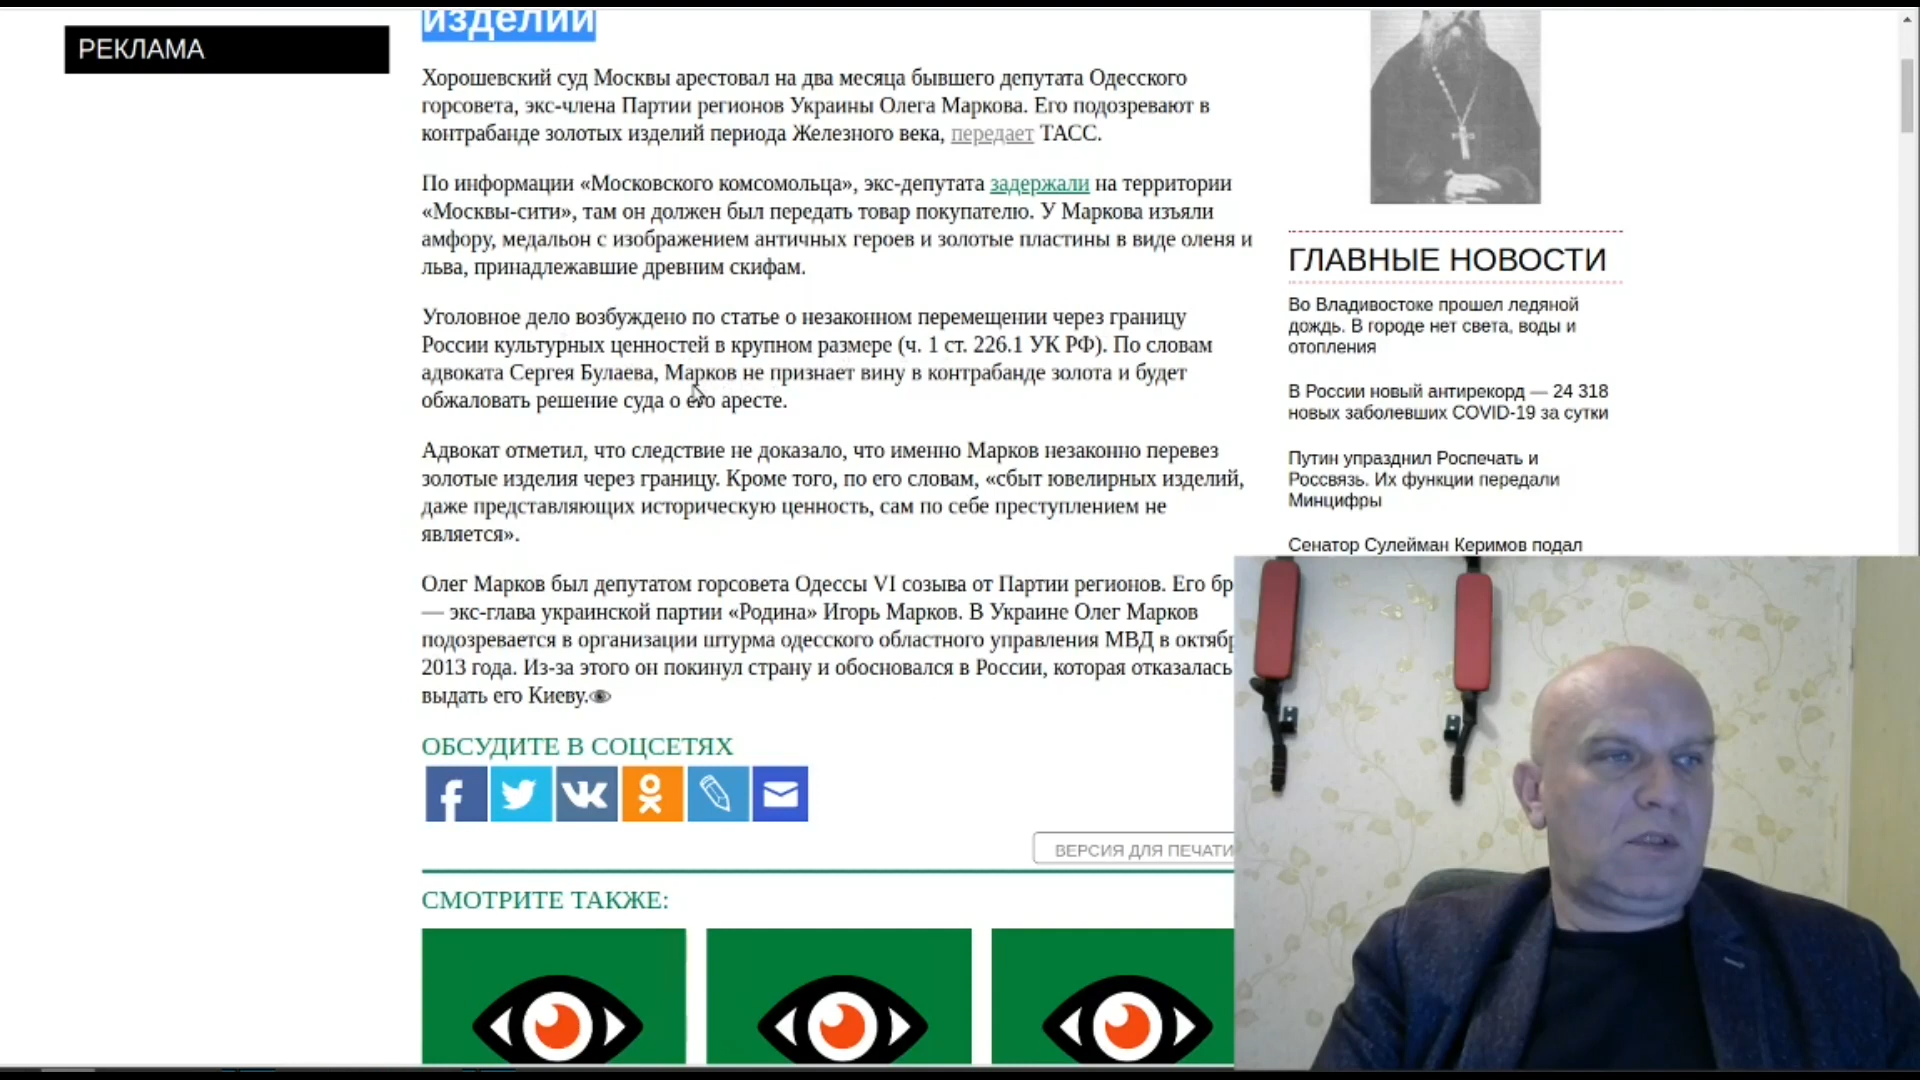 изделий
РЕКЛАМА
Хорошевский суд Москвы арестовал на два месяца бывшего депутата Одесского
горсовета, экс-члена Партии регионов Украины Олега Маркова. Его подозревают в
контрабанде золотых изделий периода Железного века, передает ТАСС.
По информации «Московского комсомольца», экс-депутата задержали на территории
«Москвы-сити», там он должен был передать товар покупателю. У Маркова изъяли
амфору, медальон с изображением античных героев и золотые пластины в виде оленя и
льва, принадлежавшие древним скифам.
Уголовное дело возбуждено по статье о незаконном перемещении через границу
России культурных ценностей в крупном размере (ч. 1 ст. 226.1 УК РФ). По словам
адвоката Сергея Булаева, Марков не признает вину в контрабанде золота и будет
обжаловать решение суда о его аресте.
Адвокат отметил, что следствие не доказало, что именно Марков незаконно перевез
золотые изделия через границу. Кроме того, по его словам, «сбыт ювелирных изделий,
даже представляющих историческую ценность, сам по себе преступлением не
является».
Олег Марков был депутатом горсовета Одессы VI созыва от Партии регионов. Его бр
— экс-глава украинской партии «Родина» Игорь Марков. В Украине Олег Марков
подозревается в организации штурма одесского областного управления МВД в октябр
2013 года. Из-за этого он покинул страну и обосновался в России, которая отказалась
выдать его Киеву.
ОБСУДИТЕ В СОЦСЕТЯХ
ВЕРСИЯ ДЛЯ ПЕЧАТИ
СМОТРИТЕ ТАКЖЕ:
ГЛАВНЫЕ НОВОСТИ
Во Владивостоке прошел ледяной
дождь. В городе нет света, воды и
отопления
В России новый антирекорд — 24 318
новых заболевших COVID-19 за сутки
Путин упразднил Роспечать и
Россвязь. Их функции передали
Минцифры
Сенатор Сулейман Керимов подал